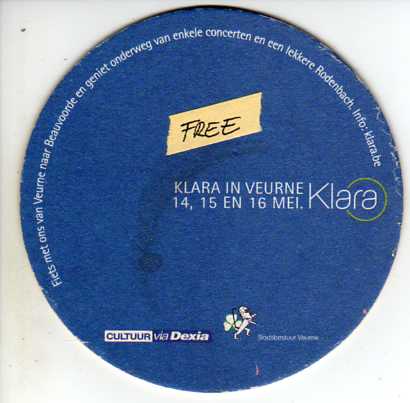 Fiets met ons van Veurne naar Beauvoorde en geniet onderweg van enkele concerten en een lekkere Rodenbach. Info: klara.be
FREE
KLARA IN VEURNE
14, 15 EN 16 MEI. Klara
CULTUUR via Dexia
Stadsbestuur Veurne